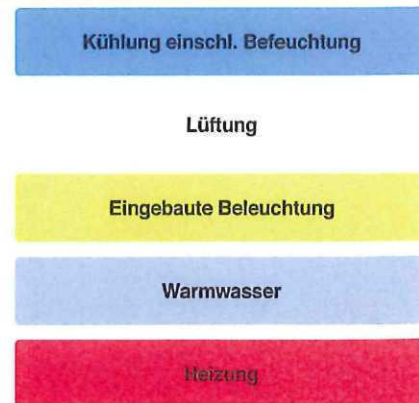 Kühlung einschl. Befeuchtung
Lüftung
Eingebaute Beleuchtung
Warmwasser
Heizung